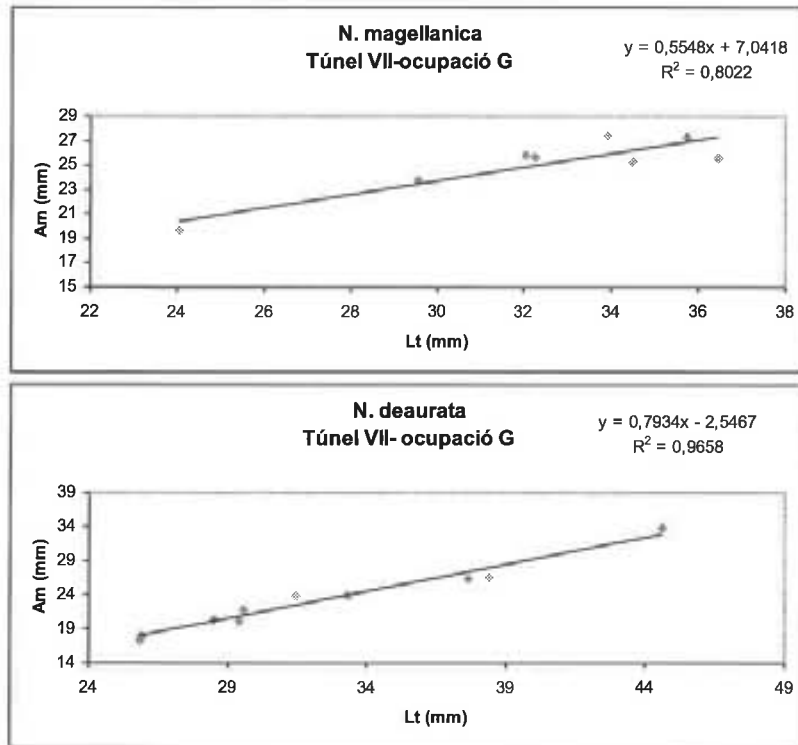 N. magellanica
Túnel VII-ocupació G
y = 0,5548x + 7,0418
R² = 0,8022
Am (mm)
29
27
25
23
21
19
17
15
22 24 26 28 30 32 34 36 38
Lt (mm)
N. deaurata
Túnel VII- ocupació G
y = 0,7934x - 2,5467
R² = 0,9658
Am (mm)
39
34
29
24
19
14
24 29 34 39 44 49
Lt (mm)